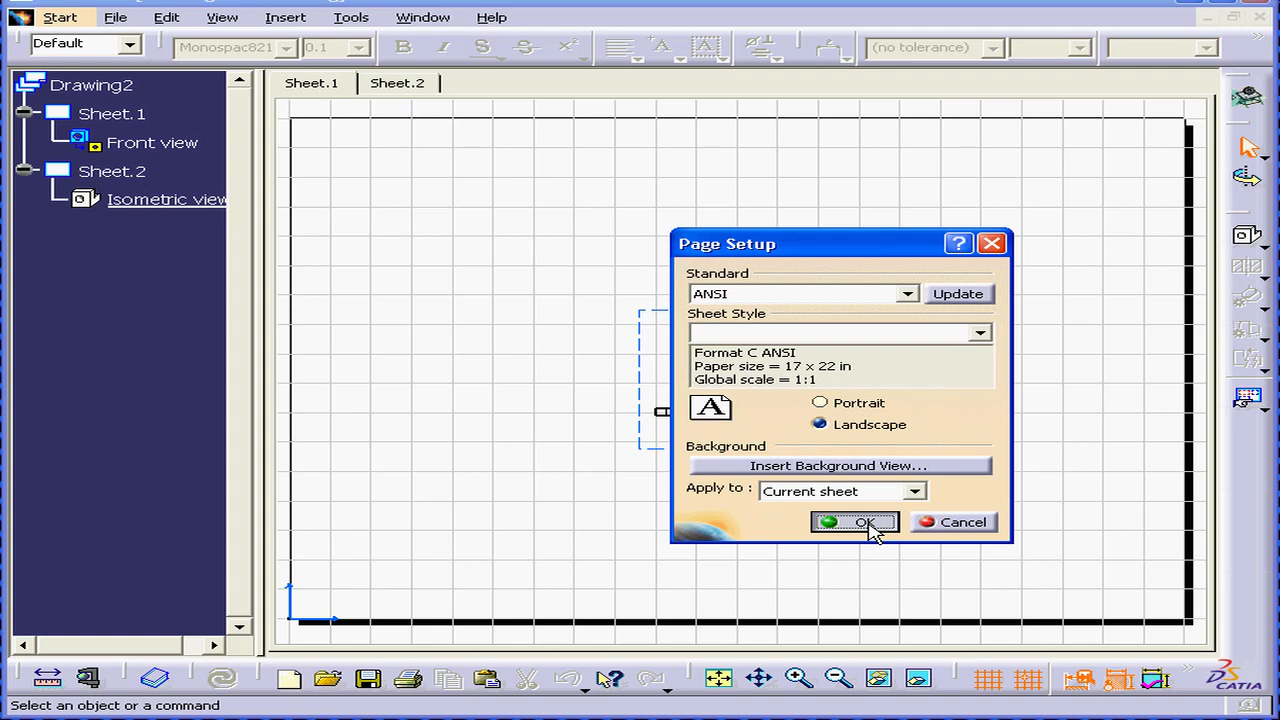 Start File Edit View Insert Tools Window Help
Default Monospac821 0.1 B I S S (no tolerance)
Drawing2
Sheet.1 Sheet.2
Sheet.1
Front view
Sheet.2
Isometric view
Page Setup
Standard
ANSI Update
Sheet Style
Format C ANSI
Paper size = 17 x 22 in
Global scale = 1:1
A Portrait
Landscape
Background
Insert Background View...
Apply to : Current sheet
OK Cancel
CATIA
Select an object or a command